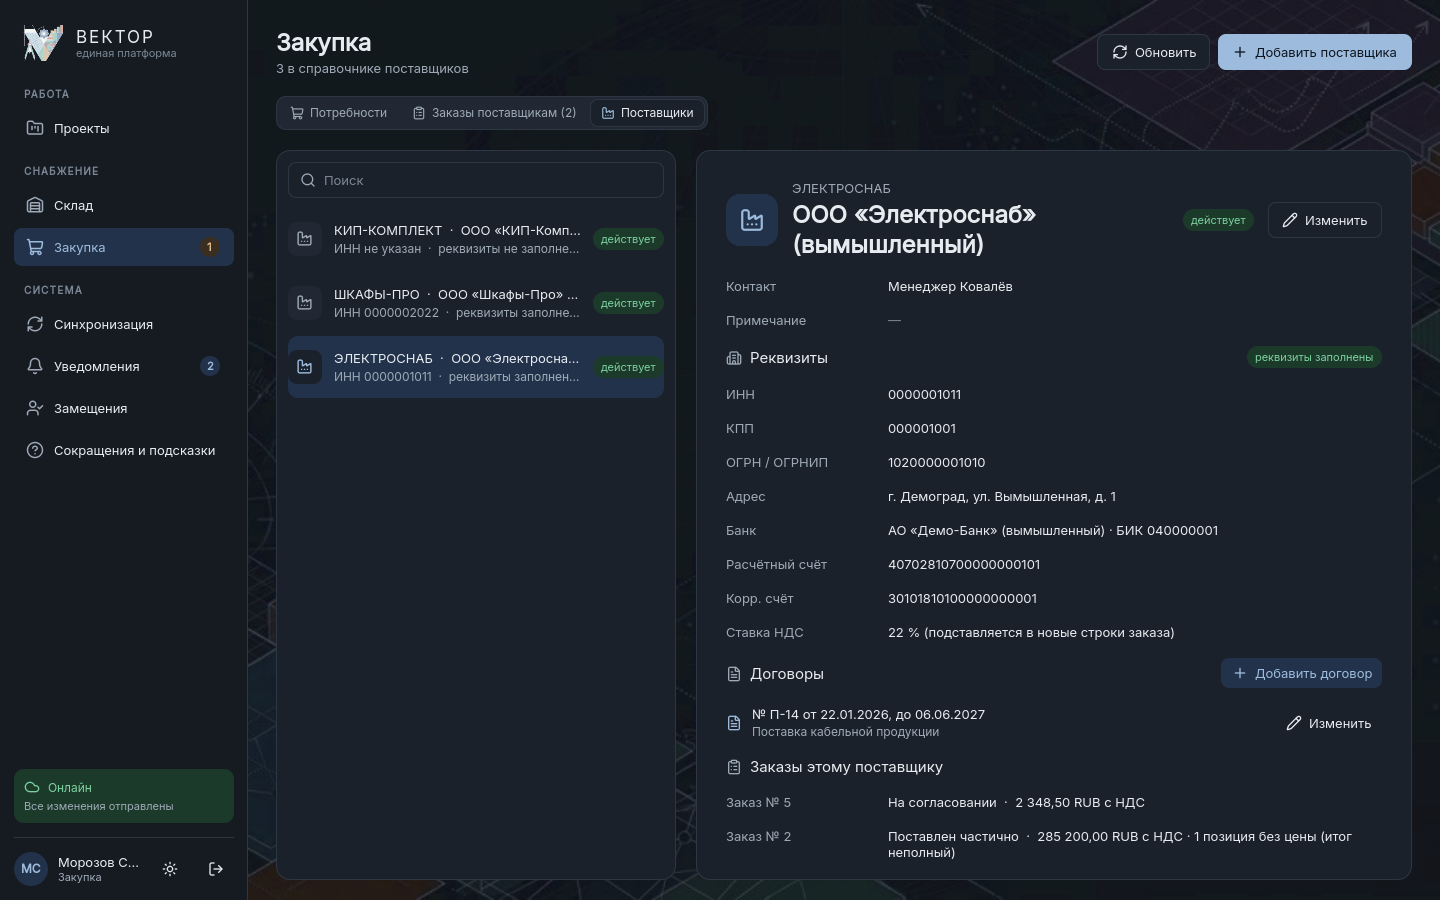 ВЕКТОР
единая платформа
РАБОТА
Проекты
СНАБЖЕНИЕ
Склад
Закупка 1
СИСТЕМА
Синхронизация
Уведомления 2
Замещения
Сокращения и подсказки
Онлайн
Все изменения отправлены
МС
Морозов С...
Закупка
Закупка
3 в справочнике поставщиков
Обновить
Добавить поставщика
Потребности
Заказы поставщикам (2)
Поставщики
Поиск
КИП-КОМПЛЕКТ · ООО «КИП-Комп...
ИНН не указан · реквизиты не заполне...
действует
ШКАФЫ-ПРО · ООО «Шкафы-Про» ...
ИНН 0000002022 · реквизиты заполне...
действует
ЭЛЕКТРОСНАБ · ООО «Электросна...
ИНН 0000001011 · реквизиты заполнен...
действует
ЭЛЕКТРОСНАБ
ООО «Электроснаб»
(вымышленный)
действует
Изменить
Контакт Менеджер Ковалёв
Примечание —
Реквизиты реквизиты заполнены
ИНН 0000001011
КПП 000001001
ОГРН / ОГРНИП 1020000001010
Адрес г. Демоград, ул. Вымышленная, д. 1
Банк АО «Демо-Банк» (вымышленный) · БИК 040000001
Расчётный счёт 40702810700000000101
Корр. счёт 30101810100000000001
Ставка НДС 22 % (подставляется в новые строки заказа)
Договоры Добавить договор
№ П-14 от 22.01.2026, до 06.06.2027
Поставка кабельной продукции
Изменить
Заказы этому поставщику
Заказ № 5 На согласовании · 2 348,50 RUB с НДС
Заказ № 2 Поставлен частично · 285 200,00 RUB с НДС · 1 позиция без цены (итог
неполный)